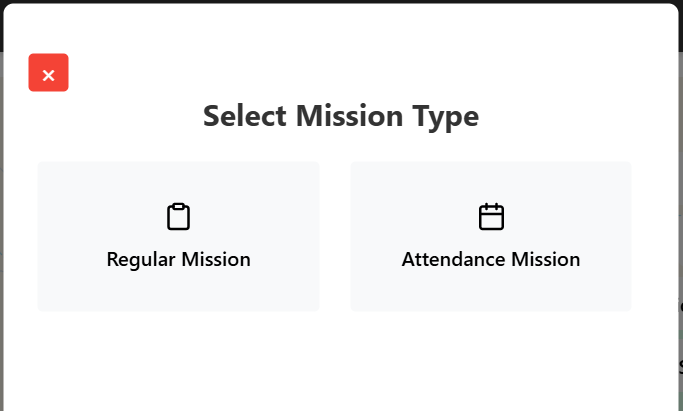 ×
Select Mission Type
Regular Mission
Attendance Mission